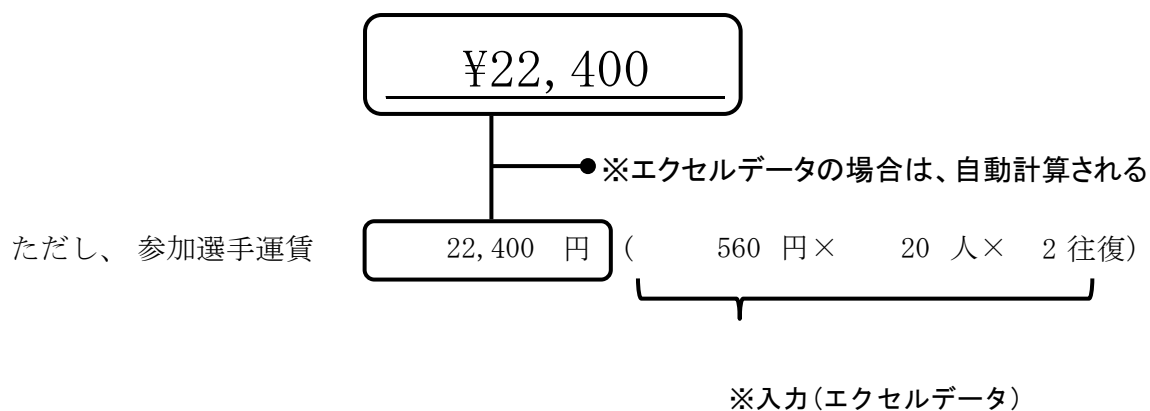 ¥22,400
※エクセルデータの場合は、自動計算される
ただし、 参加選手運賃 22,400 円 ( 560 円× 20 人× 2 往復)
※入力(エクセルデータ)